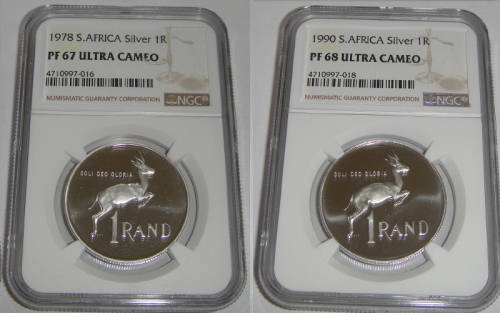 1978 S.AFRICA Silver 1R
PF 67 ULTRA CAMEO
4710997-016
NUMISMATIC GUARANTY CORPORATION NGC
SOLI DEO GLORIA
1 RAND
1990 S.AFRICA Silver 1R
PF 68 ULTRA CAMEO
4710997-018
NUMISMATIC GUARANTY CORPORATION NGC
SOLI DEO GLORIA
1 RAND